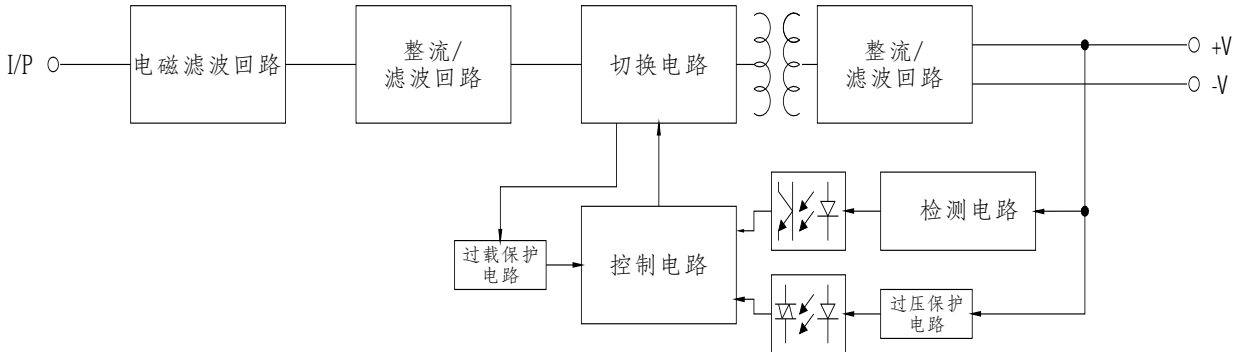 I/P
电磁滤波回路
整流/
滤波回路
切换电路
整流/
滤波回路
+V
-V
检测电路
过载保护
电路
控制电路
过压保护
电路